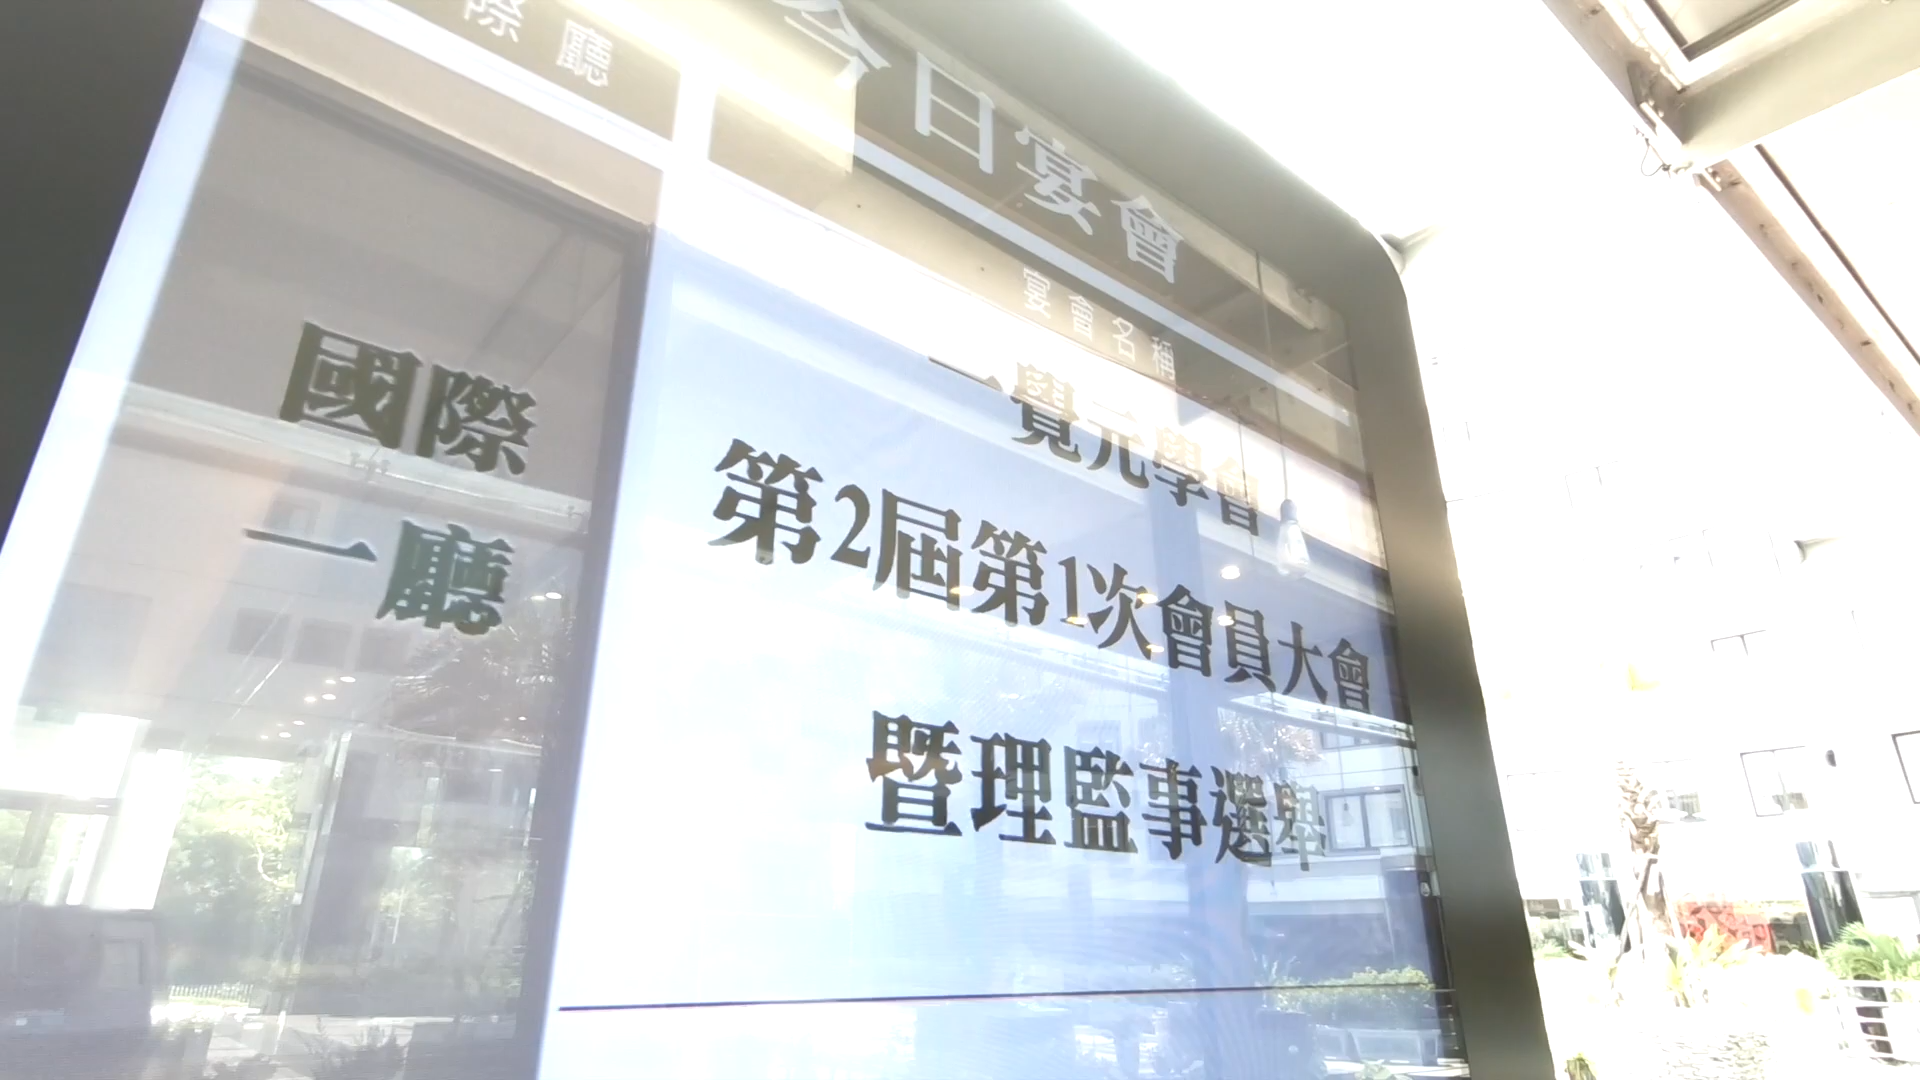 今日宴會
際廳
宴會名稱
國際
一廳
一覺元學會
第2屆第1次會員大會
暨理監事選舉